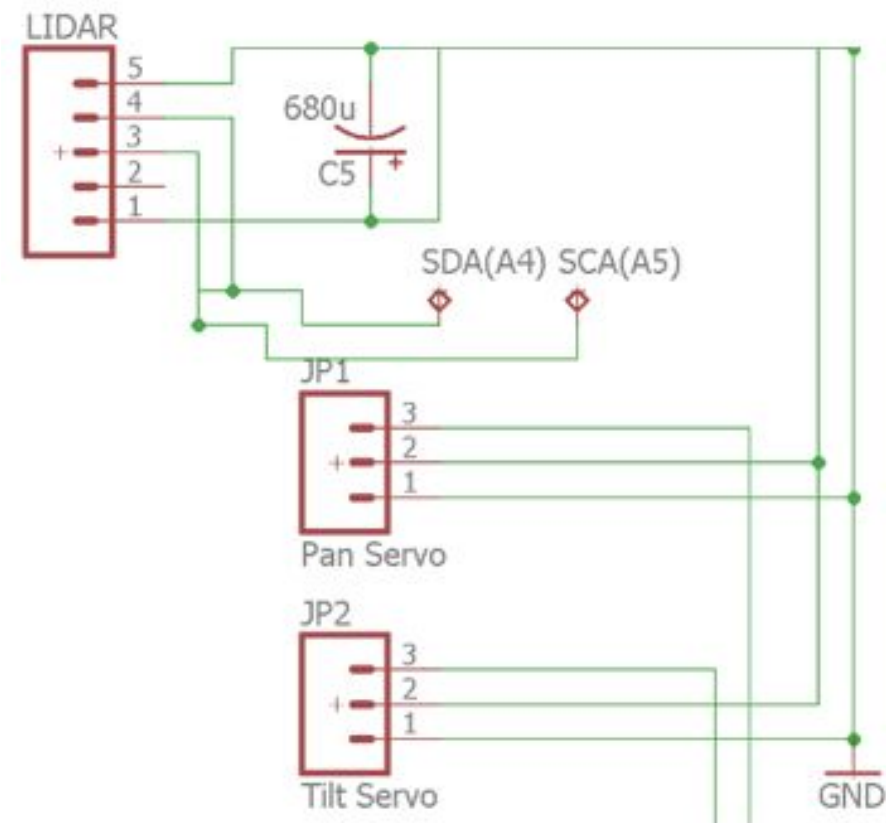 LIDAR
5
4
3
2
1
680u
C5
SDA(A4) SCA(A5)
JP1
3
2
1
Pan Servo
JP2
3
2
1
Tilt Servo
GND